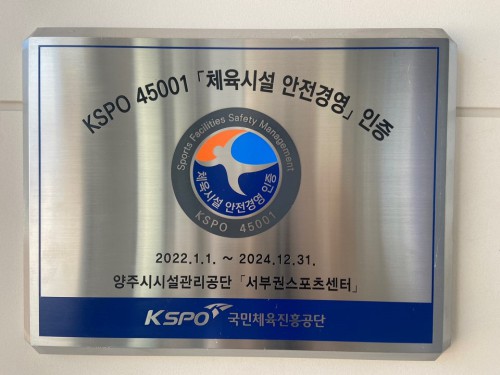 KSPO 45001 「체육시설 안전경영」 인증
Sports Facilities Safety Management
체육시설 안전경영 인증
KSPO 45001
2022.1.1. ~ 2024.12.31.
양주시시설관리공단 「서부권스포츠센터」
KSPO 국민체육진흥공단